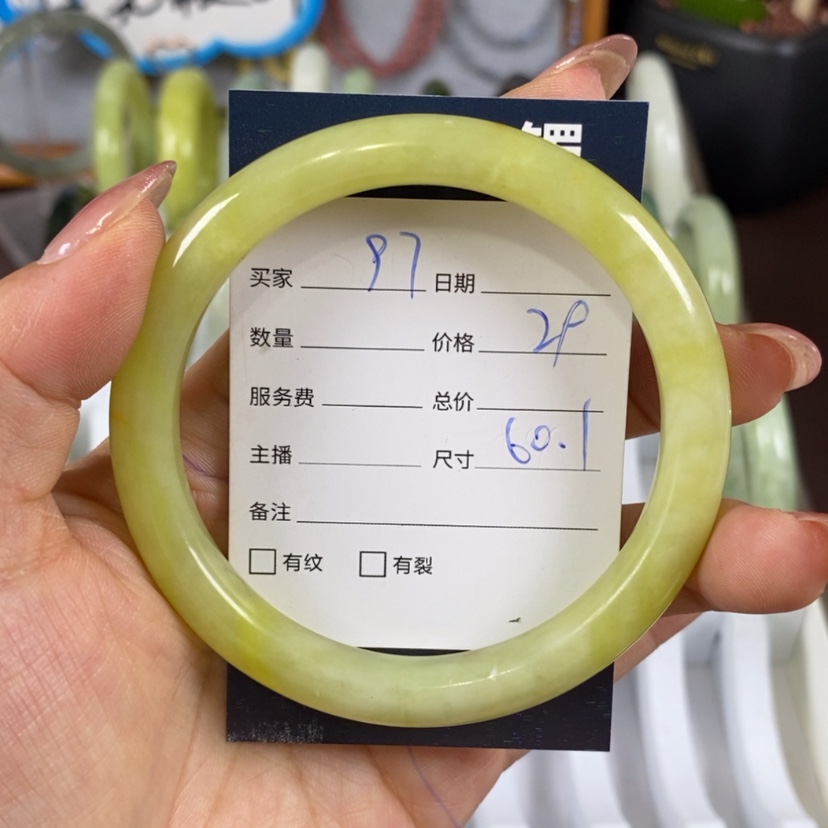 买家 97 日期
数量 价格 29
服务费 总价
主播 尺寸 60.1
备注
有纹 有裂